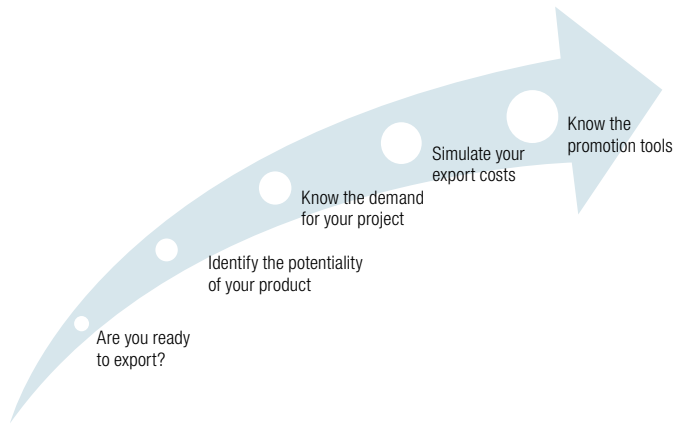 Know the
promotion tools
Simulate your
export costs
Know the demand
for your project
Identify the potentiality
of your product
Are you ready
to export?